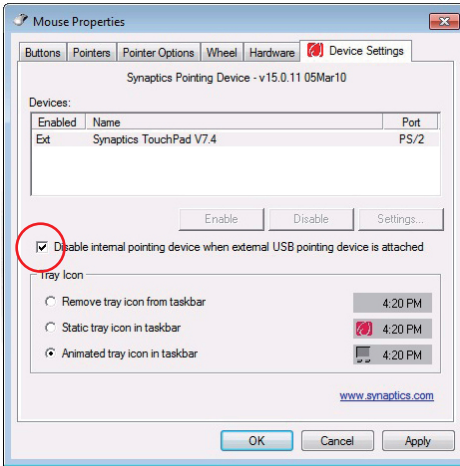 Mouse Properties
Buttons Pointers Pointer Options Wheel Hardware Device Settings
Synaptics Pointing Device - v15.0.11 05Mar10
Devices:
Enabled Name Port
Ext Synaptics TouchPad V7.4 PS/2
Enable Disable Settings...
Disable internal pointing device when external USB pointing device is attached
Tray Icon
Remove tray icon from taskbar 4:20 PM
Static tray icon in taskbar 4:20 PM
Animated tray icon in taskbar 4:20 PM
www.synaptics.com
OK Cancel Apply